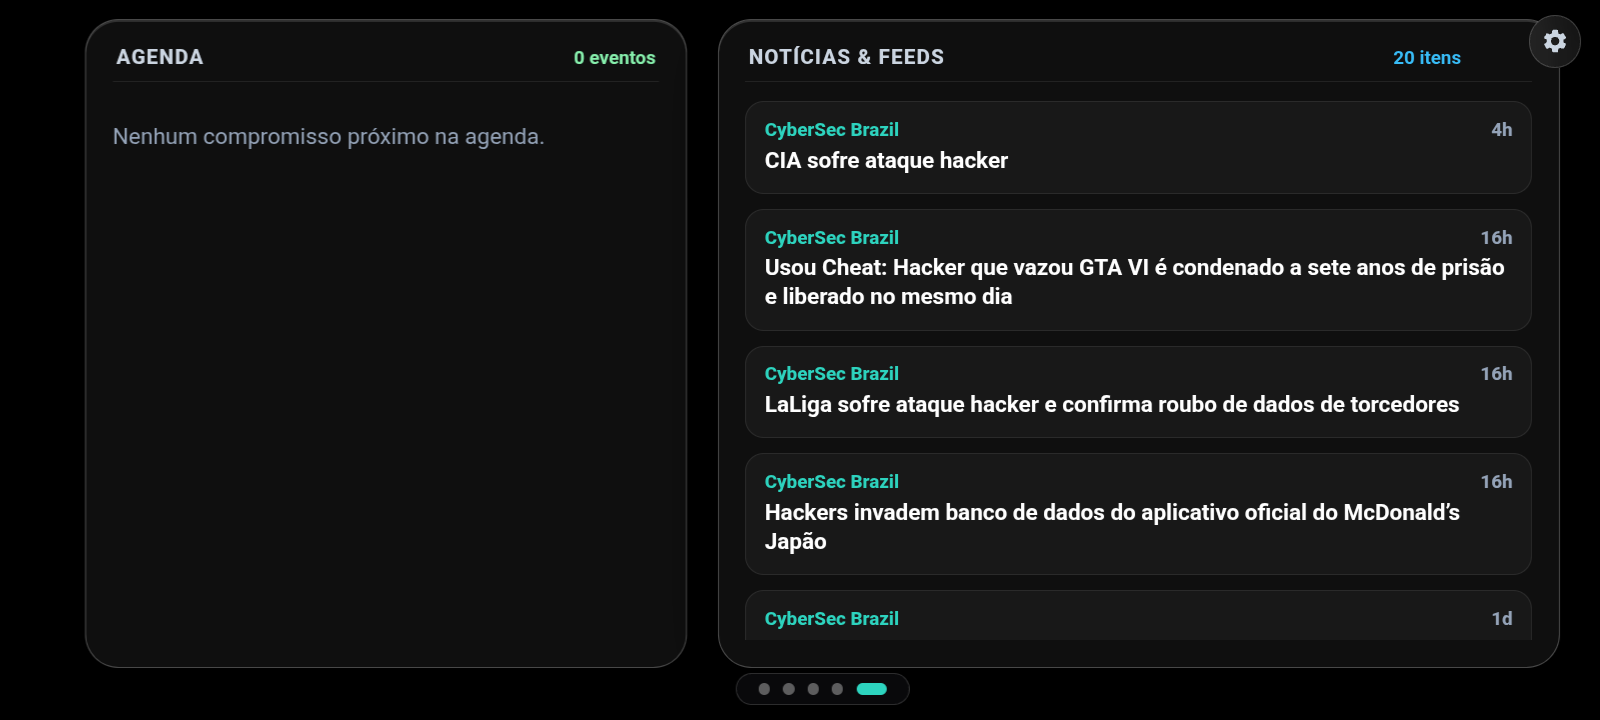 AGENDA
0 eventos
Nenhum compromisso próximo na agenda.
NOTÍCIAS & FEEDS
20 itens
CyberSec Brazil
4h
CIA sofre ataque hacker
CyberSec Brazil
16h
Usou Cheat: Hacker que vazou GTA VI é condenado a sete anos de prisão
e liberado no mesmo dia
CyberSec Brazil
16h
LaLiga sofre ataque hacker e confirma roubo de dados de torcedores
CyberSec Brazil
16h
Hackers invadem banco de dados do aplicativo oficial do McDonald’s
Japão
CyberSec Brazil
1d